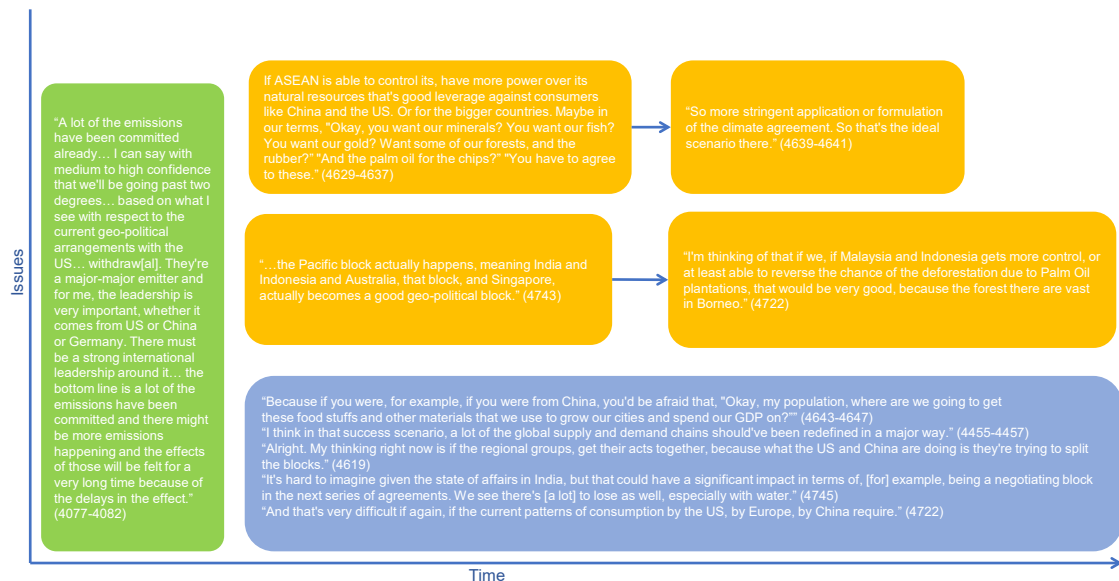 Issues
"A lot of the emissions
have been committed
already… I can say with
medium to high confidence
that we'll be going past two
degrees… based on what I
see with respect to the
current geo-political
arrangements with the
US… withdraw[al]. They're
a major-major emitter and
for me, the leadership is
very important, whether it
comes from US or China
or Germany. There must
be a strong international
leadership around it… the
bottom line is a lot of the
emissions have been
committed and there might
be more emissions
happening and the effects
of those will be felt for a
very long time because of
the delays in the effect."
(4077-4082)
If ASEAN is able to control its, have more power over its
natural resources that's good leverage against consumers
like China and the US. Or for the bigger countries. Maybe in
our terms, "Okay, you want our minerals? You want our fish?
You want our gold? Want some of our forests, and the
rubber?" "And the palm oil for the chips?" "You have to agree
to these." (4629-4637)
"So more stringent application or formulation
of the climate agreement. So that's the ideal
scenario there." (4639-4641)
"…the Pacific block actually happens, meaning India and
Indonesia and Australia, that block, and Singapore,
actually becomes a good geo-political block." (4743)
"I'm thinking of that if we, if Malaysia and Indonesia gets more control, or
at least able to reverse the chance of the deforestation due to Palm Oil
plantations, that would be very good, because the forest there are vast
in Borneo." (4722)
"Because if you were, for example, if you were from China, you'd be afraid that, "Okay, my population, where are we going to get
these food stuffs and other materials that we use to grow our cities and spend our GDP on?"" (4643-4647)
"I think in that success scenario, a lot of the global supply and demand chains should've been redefined in a major way." (4455-4457)
"Alright. My thinking right now is if the regional groups, get their acts together, because what the US and China are doing is they're trying to split
the blocks." (4619)
"It's hard to imagine given the state of affairs in India, but that could have a significant impact in terms of, [for] example, being a negotiating block
in the next series of agreements. We see there's [a lot] to lose as well, especially with water." (4745)
"And that's very difficult if again, if the current patterns of consumption by the US, by Europe, by China require." (4722)
Time